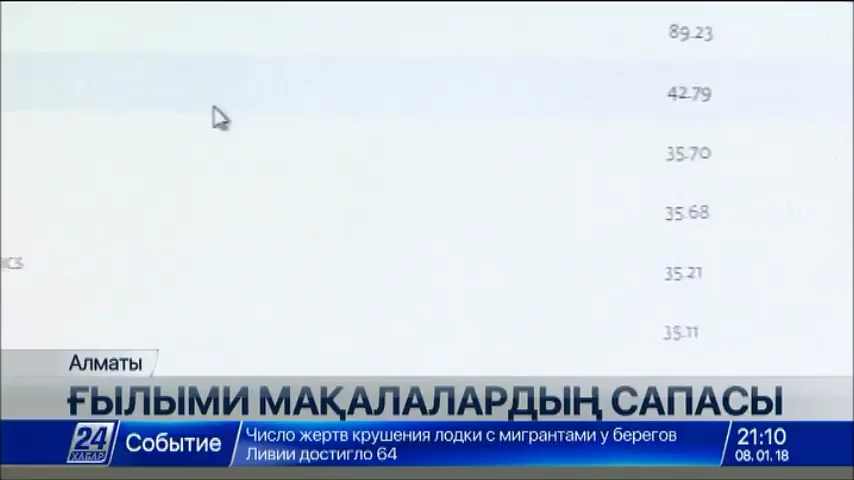 89.23
42.79
35.70
35.68
ics
35.21
35.11
Алматы
ҒЫЛЫМИ МАҚАЛАЛАРДЫҢ САПАСЫ
24
ХАБАР
Событие
Число жертв крушения лодки с мигрантами у берегов
Ливии достигло 64
21:10
08.01.18